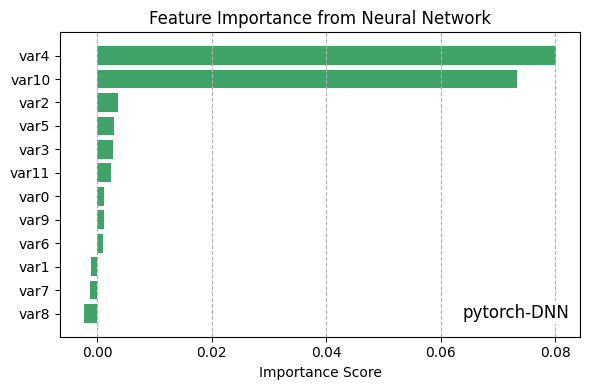 Feature Importance from Neural Network
var4
var10
var2
var5
var3
var11
var0
var9
var6
var1
var7
var8
pytorch-DNN
0.00 0.02 0.04 0.06 0.08
Importance Score